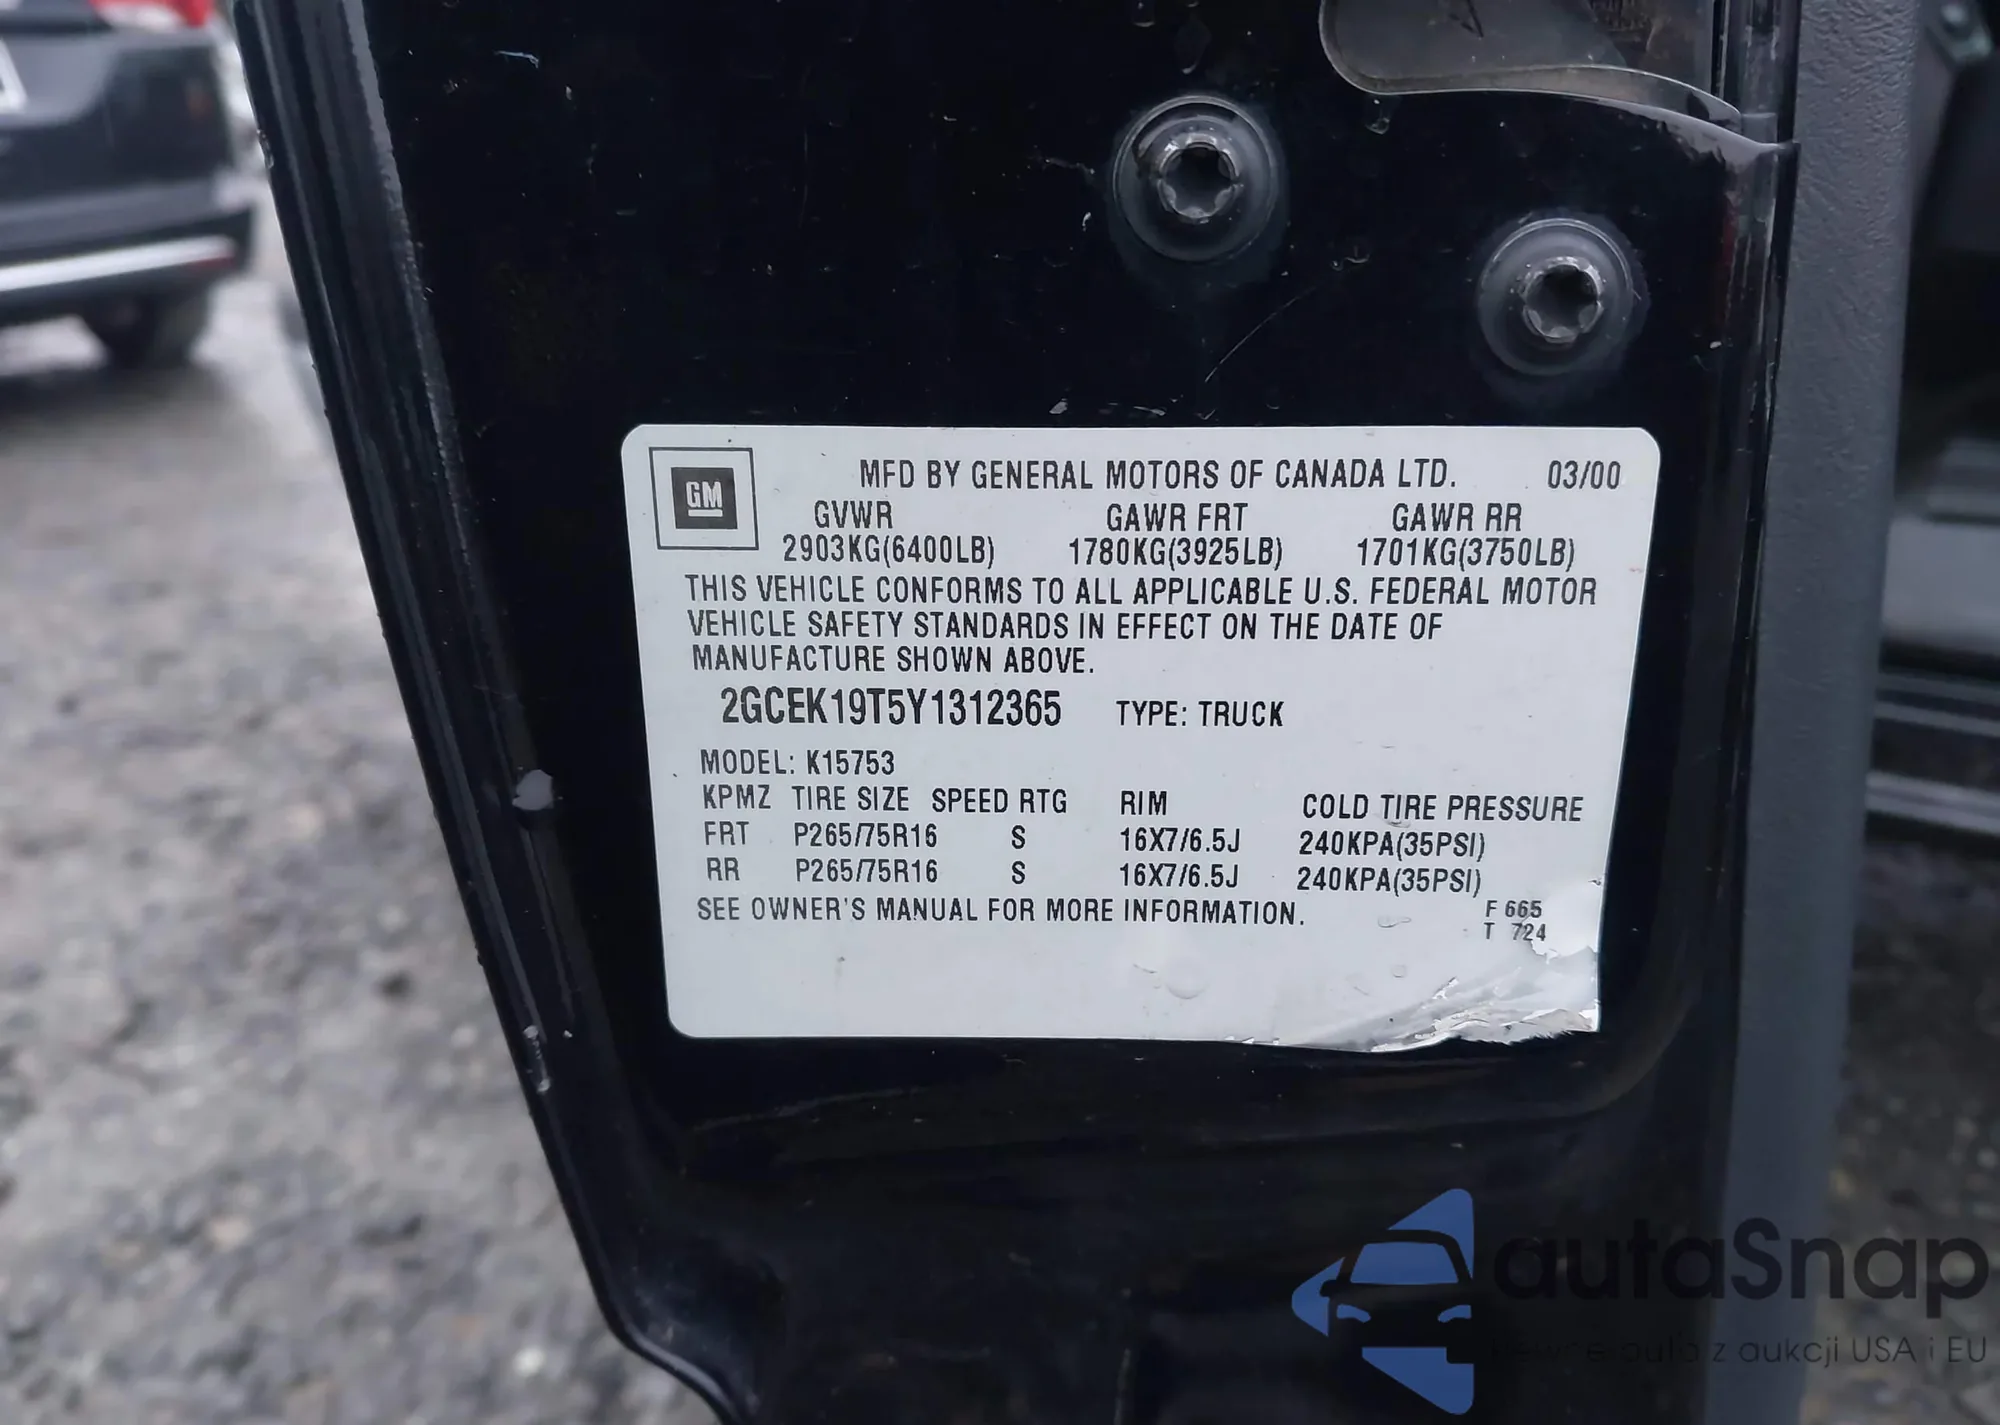 GM
MFD BY GENERAL MOTORS OF CANADA LTD. 03/00
GVWR GAWR FRT GAWR RR
2903KG(6400LB) 1780KG(3925LB) 1701KG(3750LB)
THIS VEHICLE CONFORMS TO ALL APPLICABLE U.S. FEDERAL MOTOR
VEHICLE SAFETY STANDARDS IN EFFECT ON THE DATE OF
MANUFACTURE SHOWN ABOVE.
2GCEK19T5Y1312365 TYPE: TRUCK
MODEL: K15753
KPMZ TIRE SIZE SPEED RTG RIM COLD TIRE PRESSURE
FRT P265/75R16 S 16X7/6.5J 240KPA(35PSI)
RR P265/75R16 S 16X7/6.5J 240KPA(35PSI)
SEE OWNER'S MANUAL FOR MORE INFORMATION.
F 665
T 724
autaSnap
z aukcji USA i EU